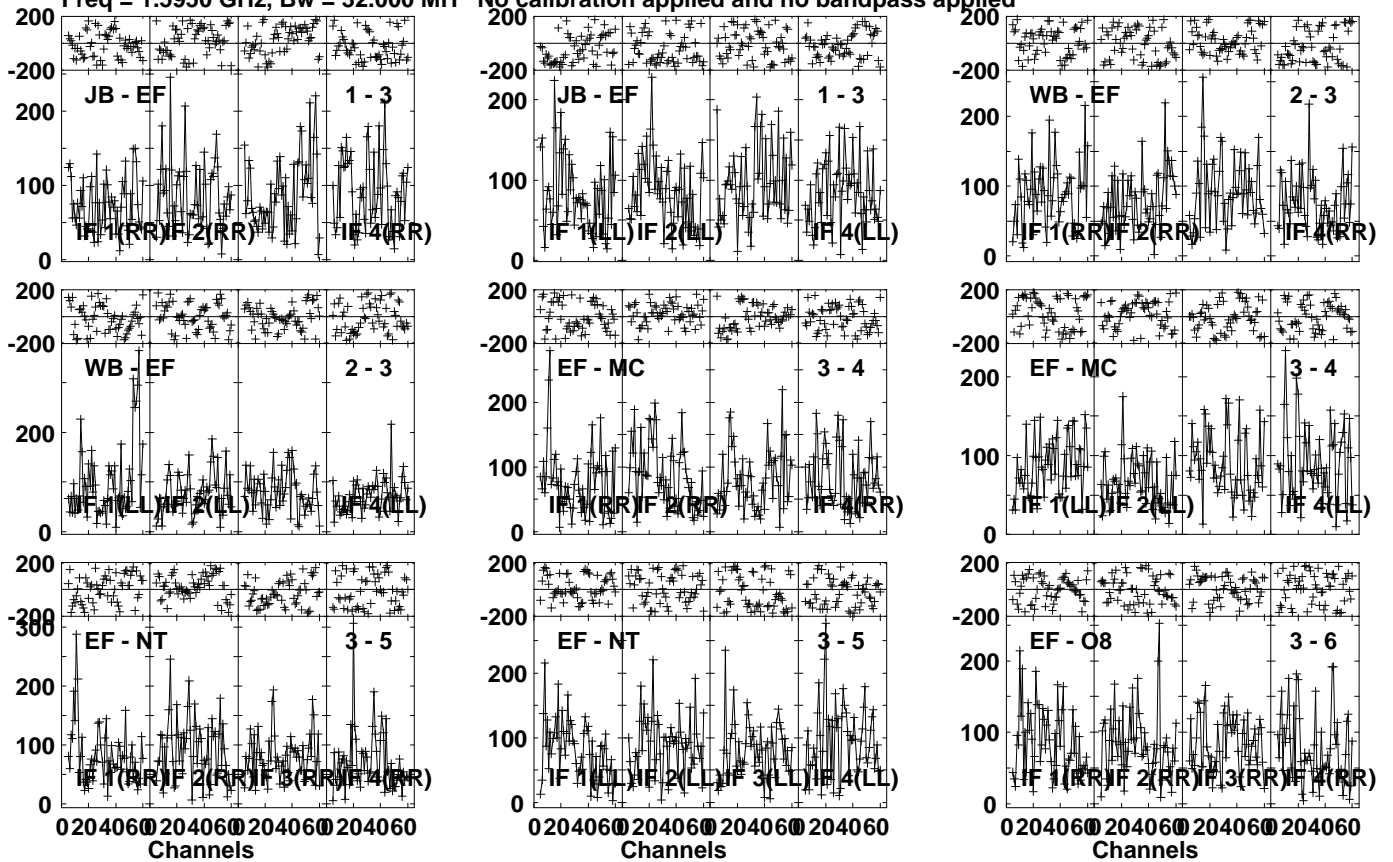 Freq = 1.5950 GHz, Bw = 32.000 MH No calibration applied and no bandpass applied
200
-200
200
100
0
JB - EF 1 - 3
IF 1(RR) IF 2(RR) IF 4(RR)
200
-200
200
100
0
JB - EF 1 - 3
IF 1(LL) IF 2(LL) IF 4(LL)
200
-200
200
100
0
WB - EF 2 - 3
IF 1(RR) IF 2(RR) IF 4(RR)
200
-200
200
0
WB - EF 2 - 3
IF 1(LL) IF 2(LL) IF 4(LL)
200
-200
200
100
0
EF - MC 3 - 4
IF 1(RR) IF 2(RR) IF 4(RR)
200
-200
200
100
0
EF - MC 3 - 4
IF 1(LL) IF 2(LL) IF 4(LL)
200
-200
300
200
100
0
EF - NT 3 - 5
IF 1(RR) IF 2(RR) IF 3(RR) IF 4(RR)
0 20 40 60 0 20 40 60 0 20 40 60 0 20 40 60
Channels
200
-200
200
100
0
EF - NT 3 - 5
IF 1(LL) IF 2(LL) IF 3(LL) IF 4(LL)
0 20 40 60 0 20 40 60 0 20 40 60 0 20 40 60
Channels
200
-200
200
100
0
EF - O8 3 - 6
IF 1(RR) IF 2(RR) IF 3(RR) IF 4(RR)
0 20 40 60 0 20 40 60 0 20 40 60 0 20 40 60
Channels